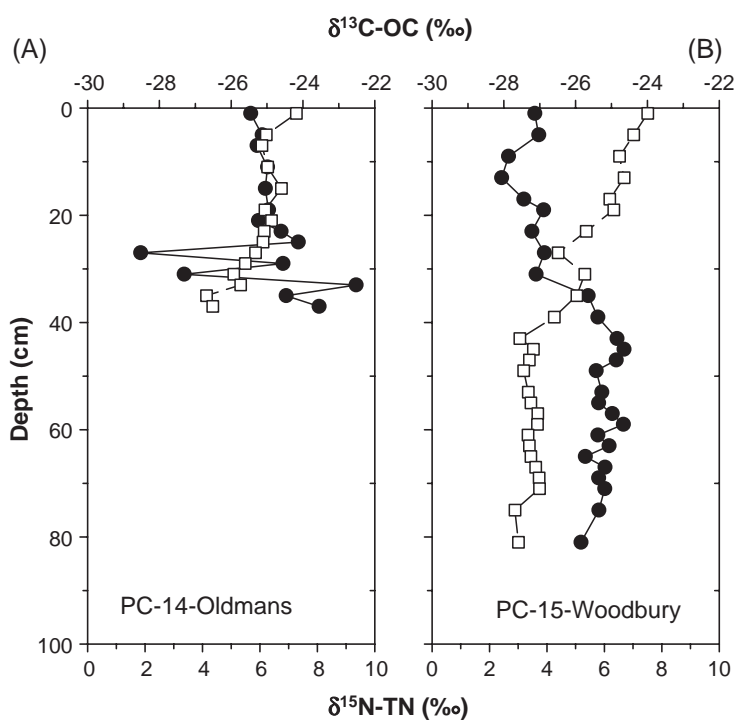 δ13C-OC (‰)
(A) (B)
-30 -28 -26 -24 -22 -30 -28 -26 -24 -22
0
20
40
60
80
100
Depth (cm)
PC-14-Oldmans PC-15-Woodbury
0 2 4 6 8 10 0 2 4 6 8 10
δ15N-TN (‰)